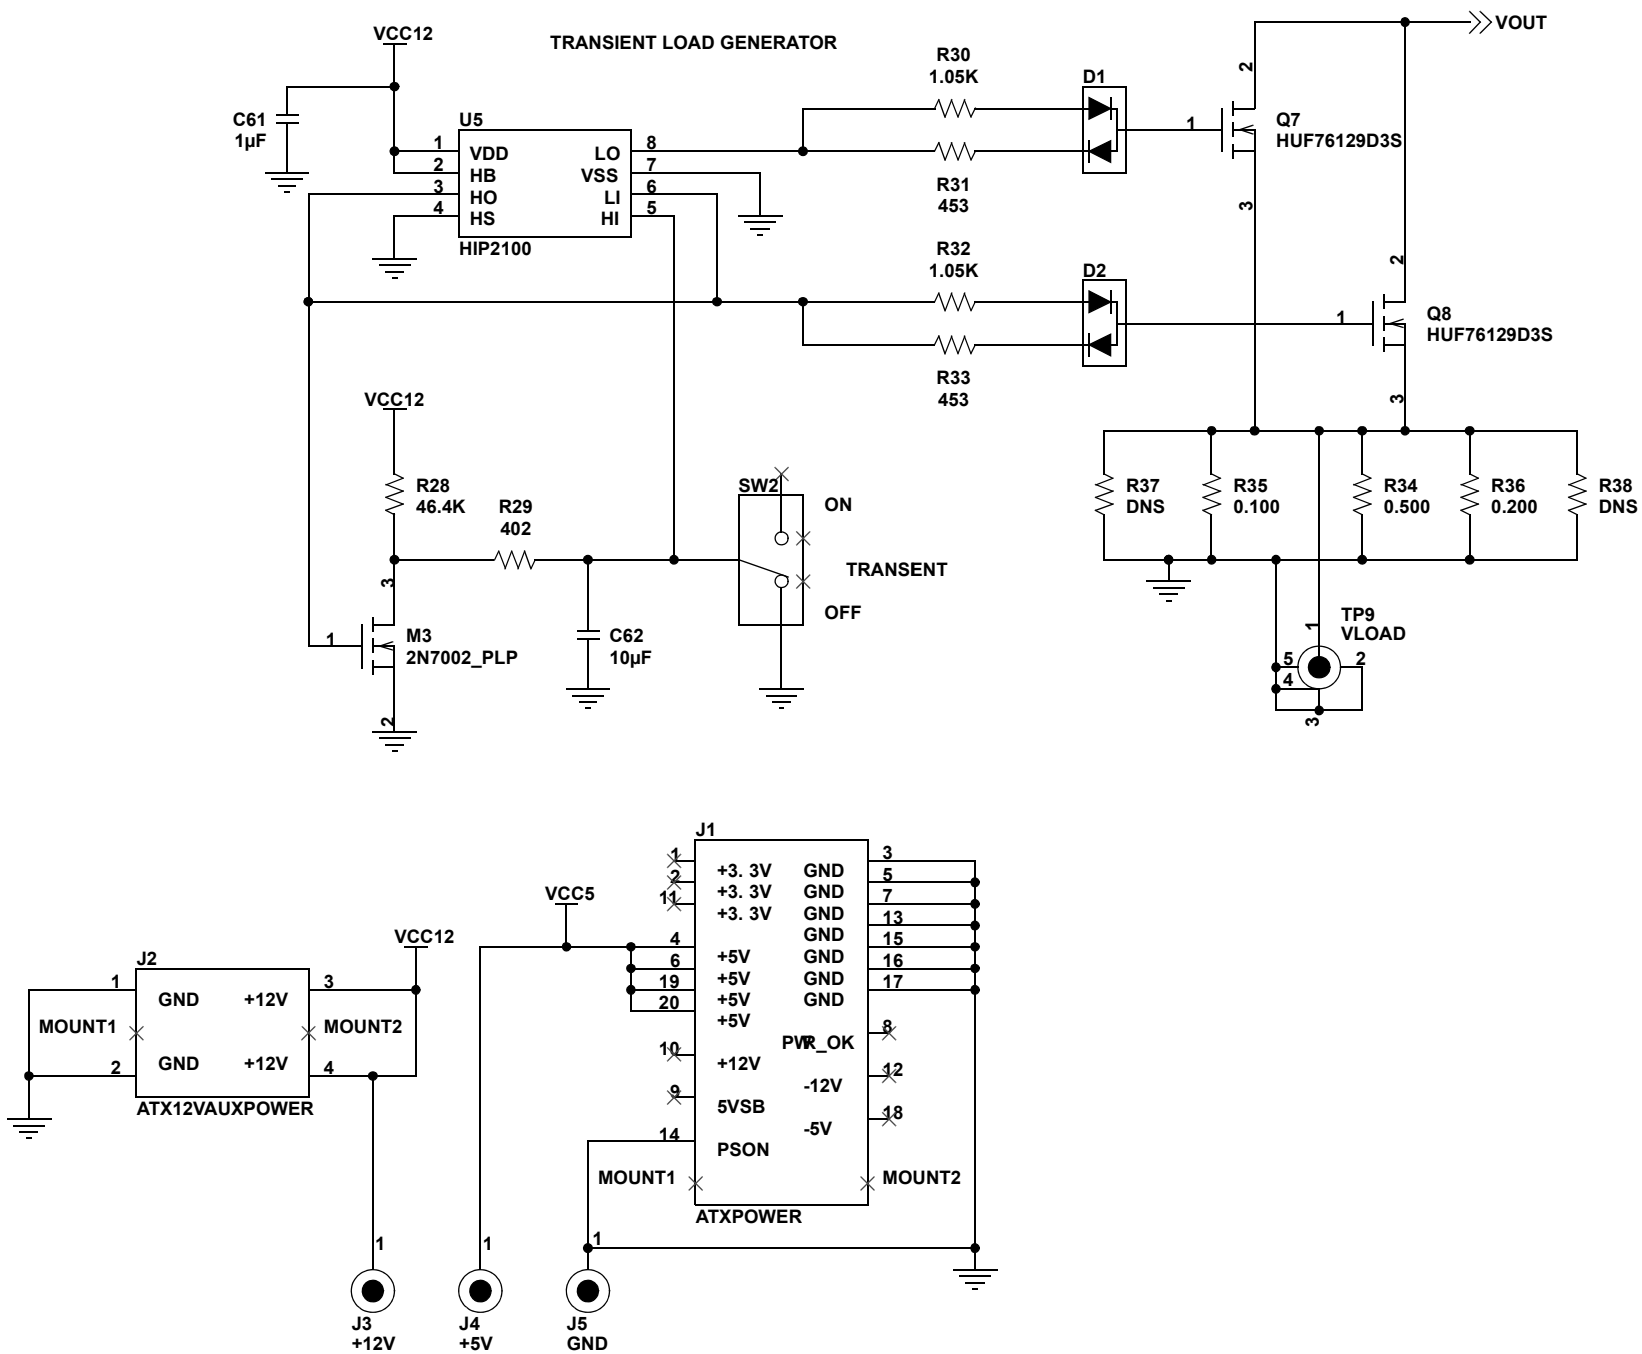 VCC12
TRANSIENT LOAD GENERATOR
VOUT
R30
1.05K
D1
2
C61
1µF
U5
1
Q7
HUF76129D3S
1
VDD
LO
8
2
HB
VSS
7
3
HO
LI
6
4
HS
HI
5
HIP2100
R31
453
3
R32
1.05K
D2
2
1
Q8
HUF76129D3S
R33
453
3
VCC12
R28
46.4K
R29
402
SW2
ON
TRANSENT
OFF
R37
DNS
R35
0.100
R34
0.500
R36
0.200
R38
DNS
3
1
M3
2N7002_PLP
2
C62
10µF
TP9
VLOAD
1
5
2
4
3
J1
1
+3. 3V
GND
3
2
+3. 3V
GND
5
11
+3. 3V
GND
7
GND
13
VCC5
4
+5V
GND
15
6
+5V
GND
16
19
+5V
GND
17
20
+5V
PWR_OK
8
10
+12V
-12V
12
9
5VSB
-5V
18
14
PSON
MOUNT1
MOUNT2
ATXPOWER
VCC12
J2
1
GND
+12V
3
MOUNT1
MOUNT2
2
GND
+12V
4
ATX12VAUXPOWER
1
1
1
J3
+12V
J4
+5V
J5
GND